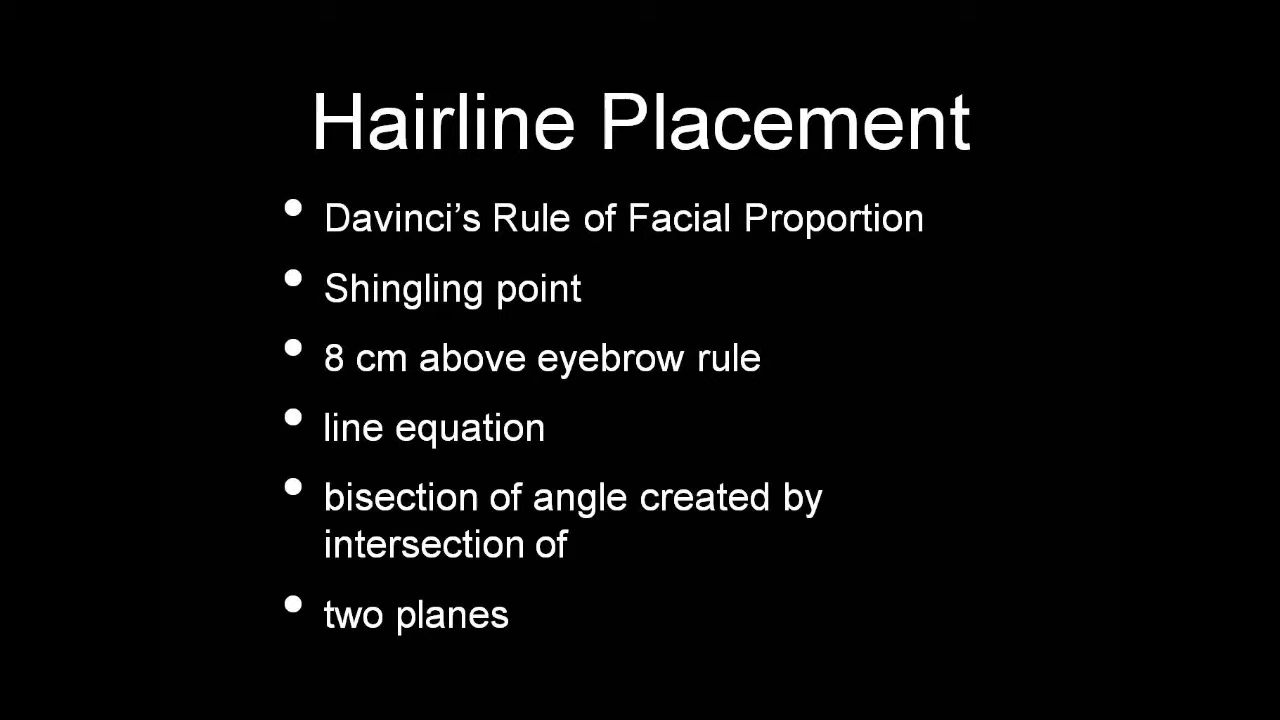 Hairline Placement
• Davinci’s Rule of Facial Proportion
• Shingling point
• 8 cm above eyebrow rule
• line equation
• bisection of angle created by
intersection of
• two planes